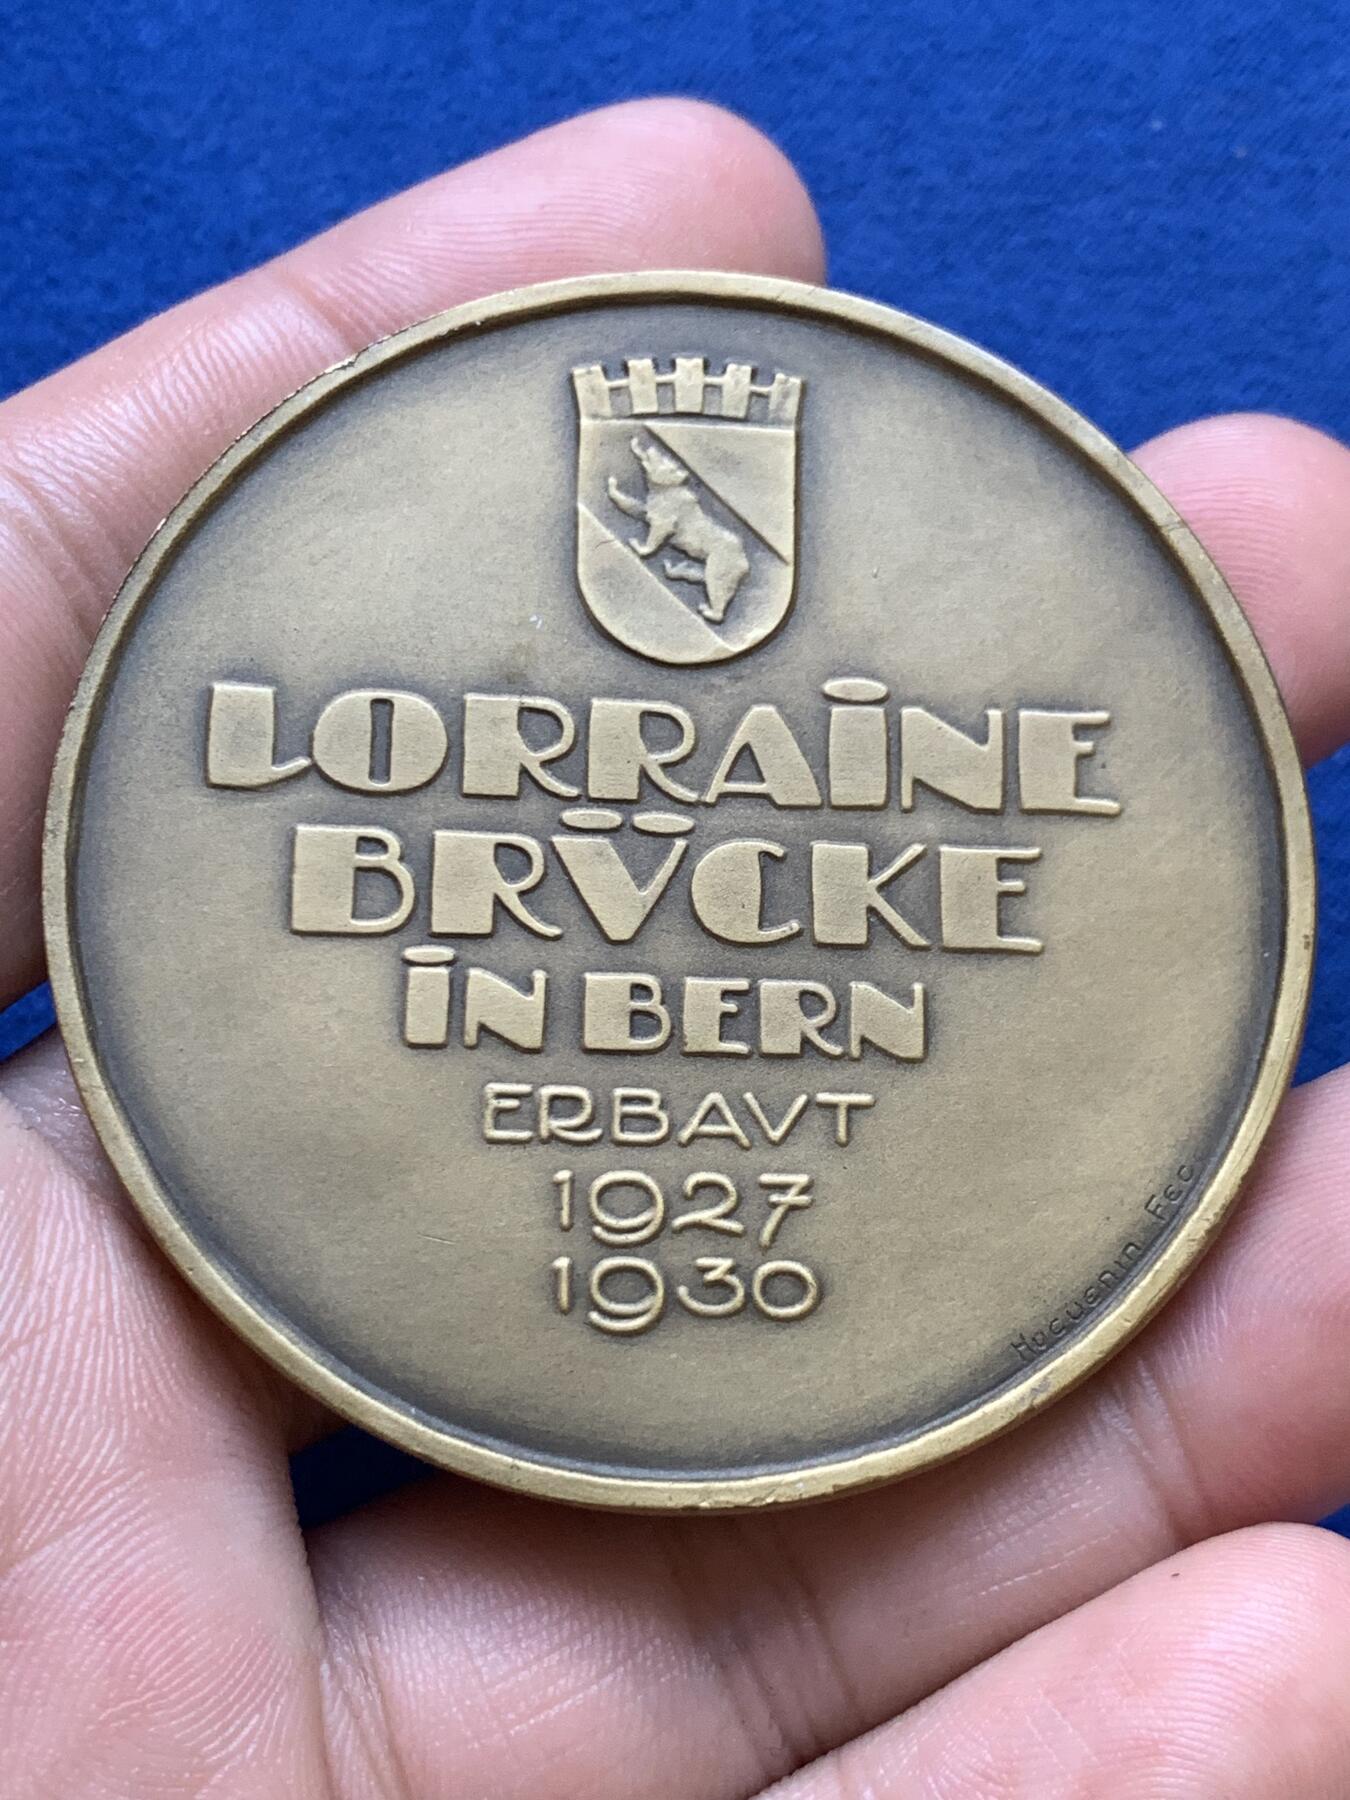 LORRAINE
BRVCKE
IN BERN
ERBAVT
1927
1930
HUGUENIN FEC